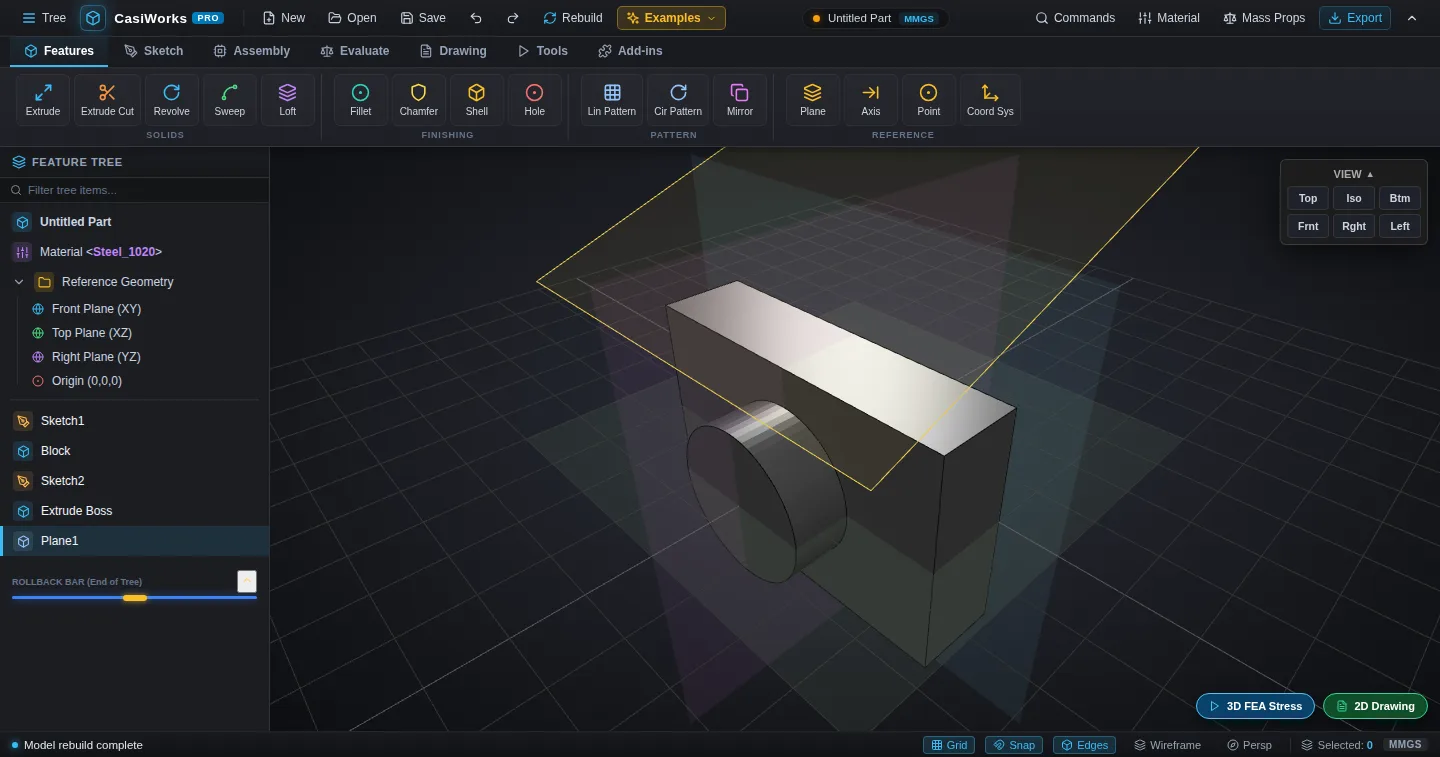 Tree CasiWorks PRO New Open Save Rebuild Examples Untitled Part MMGS Commands Material Mass Props Export
Features Sketch Assembly Evaluate Drawing Tools Add-ins
Extrude Extrude Cut Revolve Sweep Loft Fillet Chamfer Shell Hole Lin Pattern Cir Pattern Mirror Plane Axis Point Coord Sys
SOLIDS FINISHING PATTERN REFERENCE
FEATURE TREE
Filter tree items...
Untitled Part
Material <Steel_1020>
Reference Geometry
Front Plane (XY)
Top Plane (XZ)
Right Plane (YZ)
Origin (0,0,0)
Sketch1
Block
Sketch2
Extrude Boss
Plane1
ROLLBACK BAR (End of Tree)
VIEW ▲
Top Iso Btm
Frnt Rght Left
3D FEA Stress 2D Drawing
Model rebuild complete Grid Snap Edges Wireframe Persp Selected: 0 MMGS